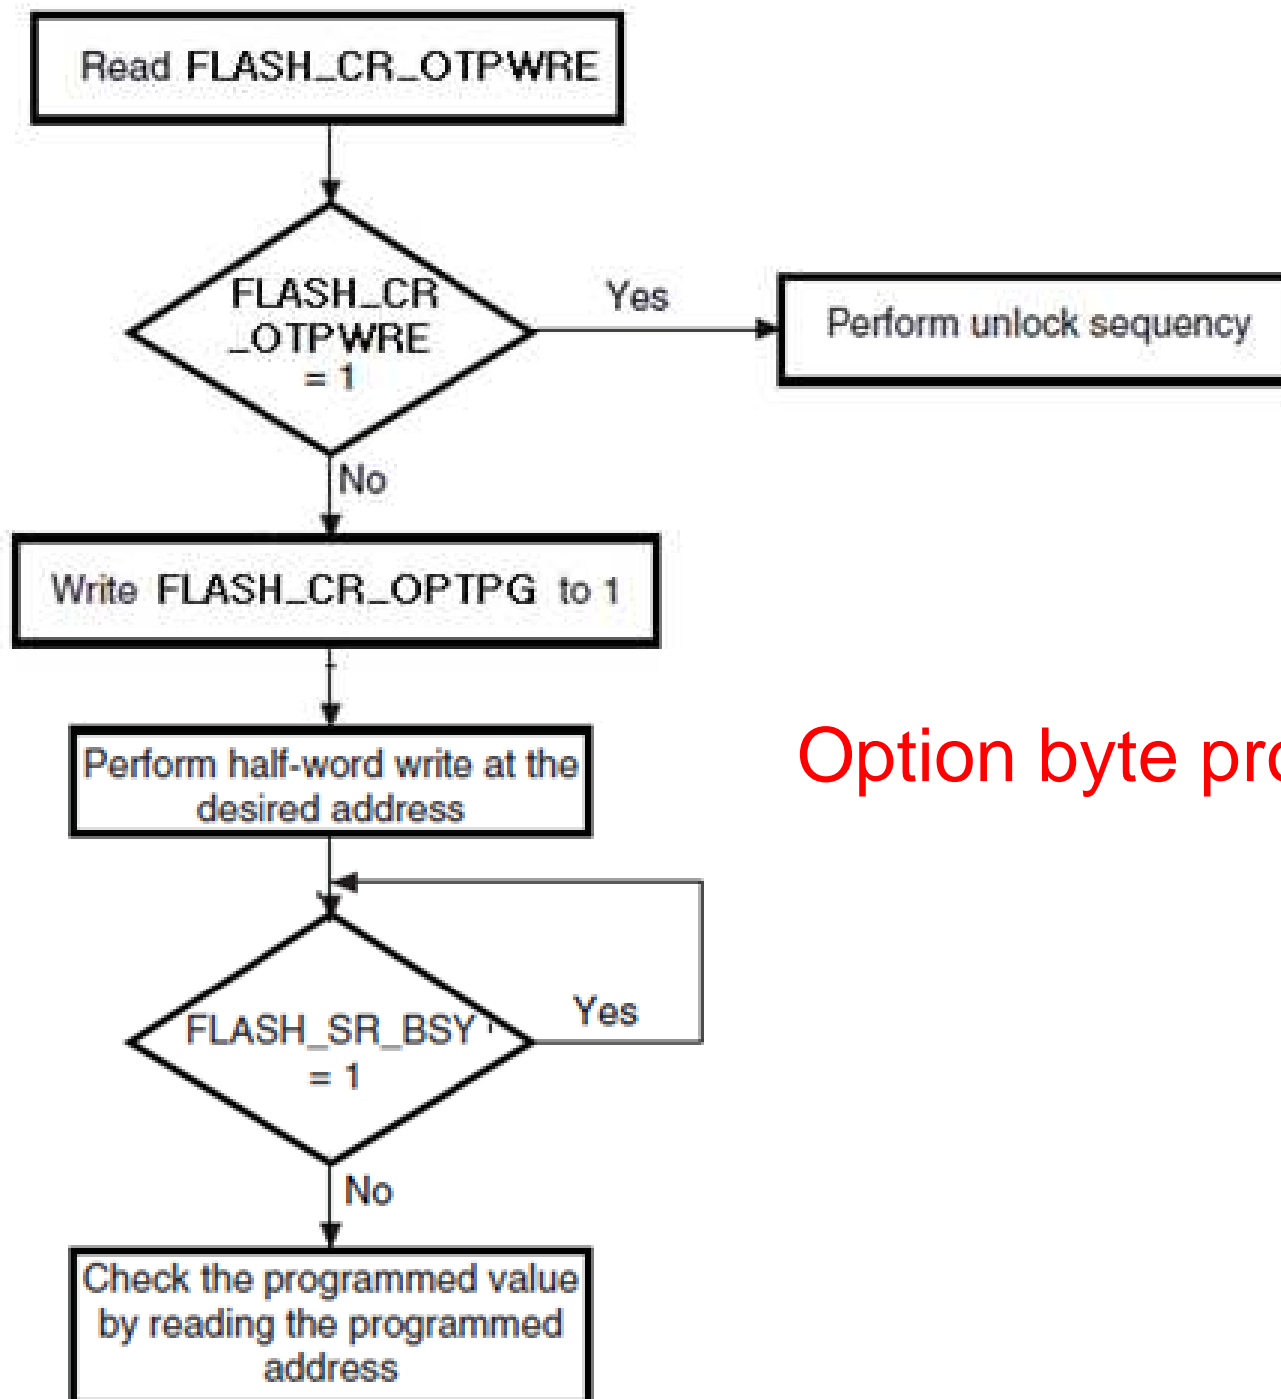 Read FLASH_CR_OTPWRE
FLASH_CR
_OTPWRE
= 1
Yes
Perform unlock sequency
No
Write FLASH_CR_OPTPG to 1
Perform half-word write at the
desired address
Option byte pro
FLASH_SR_BSY
= 1
Yes
No
Check the programmed value
by reading the programmed
address